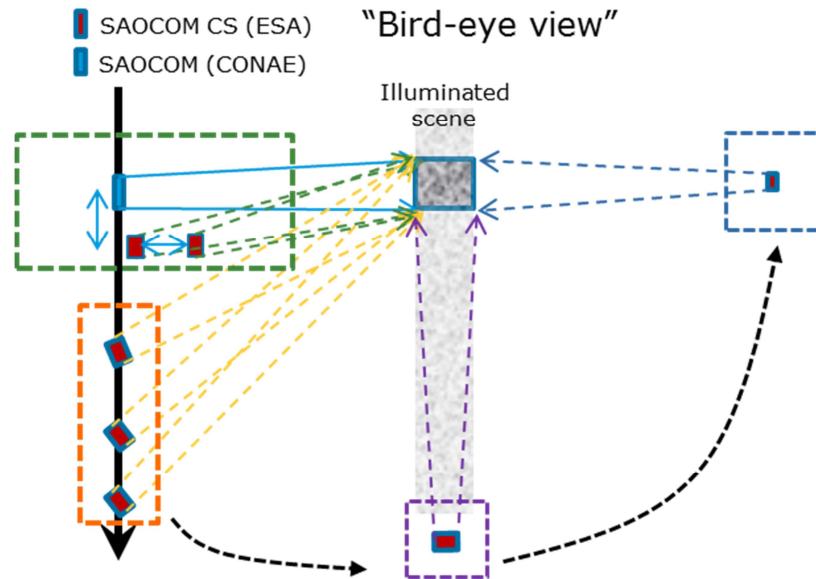 SAOCOM CS (ESA)
"Bird-eye view"
SAOCOM (CONAE)
Illuminated
scene